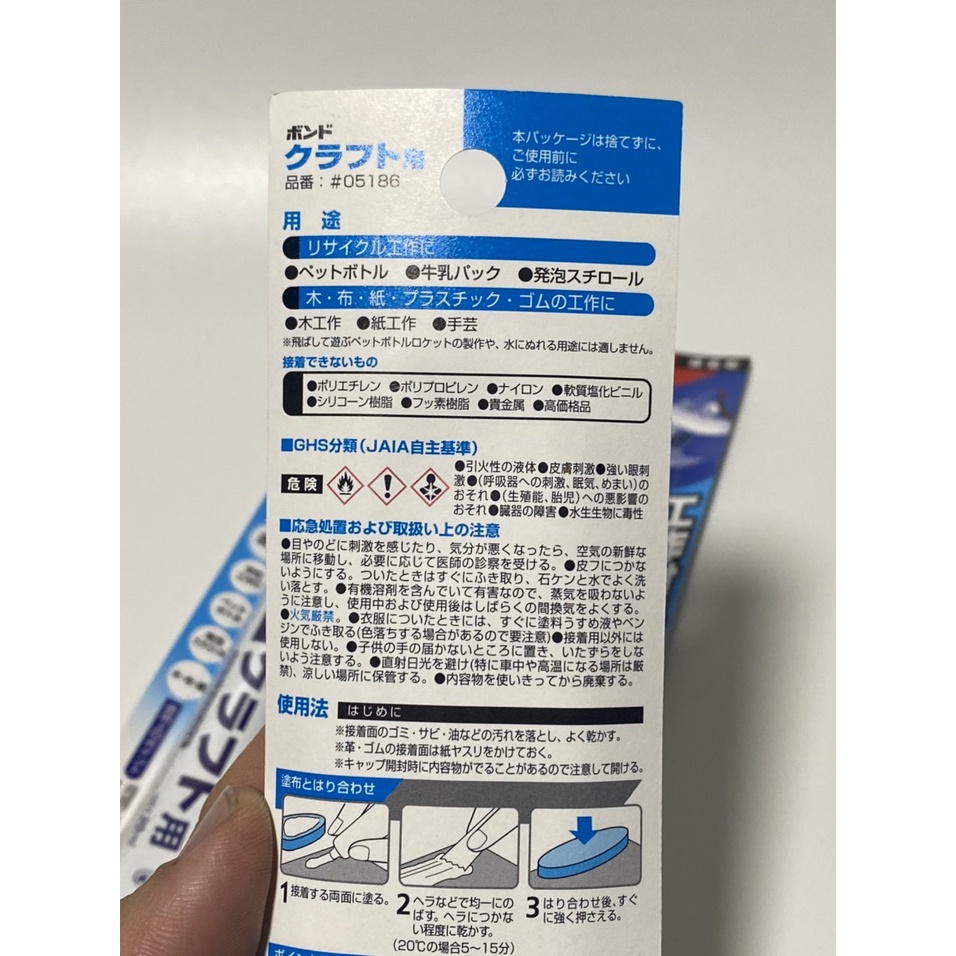 ボンド
クラフト用
品番：#05186
本パッケージは捨てずに、
ご使用前に
必ずお読みください
用 途
リサイクル工作に
●ペットボトル ●牛乳パック ●発泡スチロール
木・布・紙・プラスチック・ゴムの工作に
●木工作 ●紙工作 ●手芸
※飛ばして遊ぶペットボトルロケットの製作や、水にぬれる用途には適しません。
接着できないもの
●ポリエチレン ●ポリプロピレン ●ナイロン ●軟質塩化ビニル
●シリコーン樹脂 ●フッ素樹脂 ●貴金属 ●高価格品
■GHS分類（JAIA自主基準）
危険
●引火性の液体●皮膚刺激●強い眼刺
激●（呼吸器への刺激、眠気、めまい）の
おそれ●（生殖能、胎児）への悪影響の
おそれ●臓器の障害●水生生物に毒性
■応急処置および取扱い上の注意
●目やのどに刺激を感じたり、気分が悪くなったら、空気の新鮮な
場所に移動し、必要に応じて医師の診察を受ける。●皮フにつかな
いようにする。ついたときはすぐにふき取り、石ケンと水でよく洗
い落とす。●有機溶剤を含んでいて有害なので、蒸気を吸わないよ
うに注意し、使用中および使用後はしばらくの間換気をよくする。
●火気厳禁。●衣服についたときには、すぐに塗料うすめ液やベン
ジンでふき取る(色落ちする場合があるので要注意)●接着用以外には
使用しない。●子供の手の届かないところに置き、いたずらをしな
いよう注意する。●直射日光を避け(特に車中や高温になる場所は厳
禁)、涼しい場所に保管する。●内容物を使いきってから廃棄する。
使用法 はじめに
※接着面のゴミ・サビ・油などの汚れを落とし、よく乾かす。
※革・ゴムの接着面は紙ヤスリをかけておく。
※キャップ開封時に内容物がでることがあるので注意して開ける。
塗布とはり合わせ
1 接着する両面に塗る。
2 ヘラなどで均一にの
ばす。ヘラにつかな
い程度に乾かす。
(20℃の場合5～15分)
3 はり合わせ後、すぐ
に強く押さえる。
クラフト用